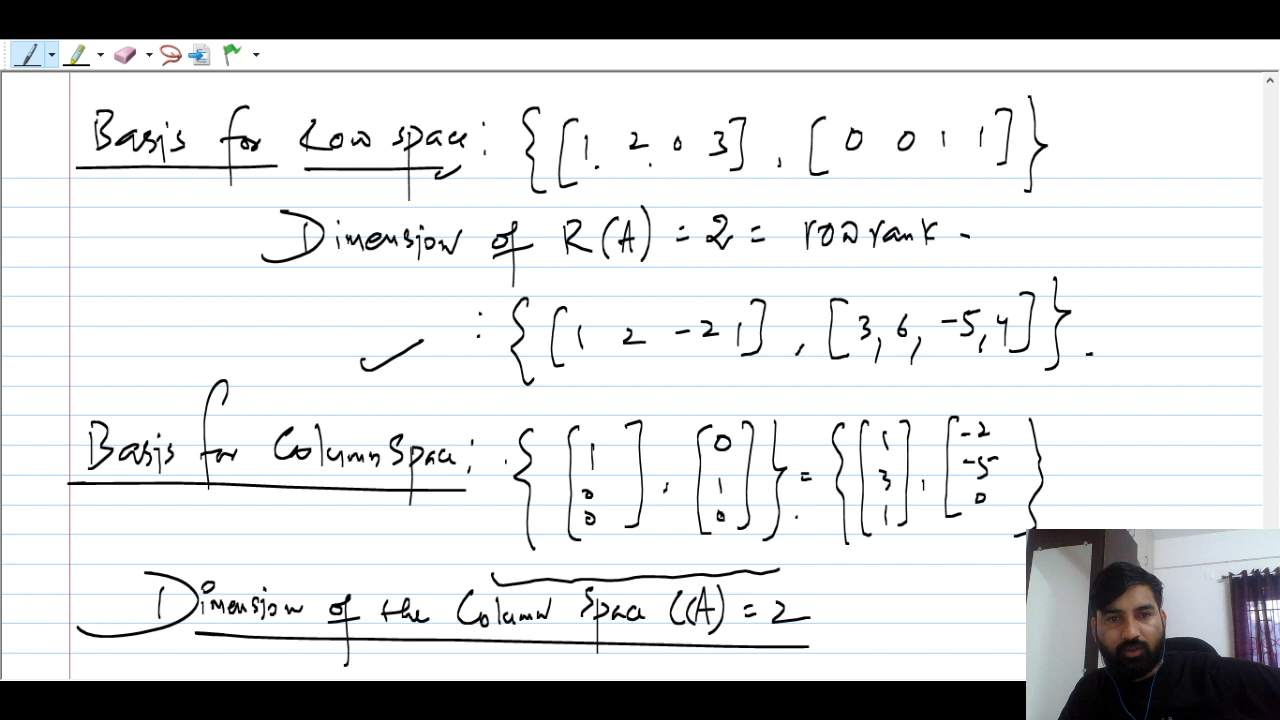 Basis for Row space : { [1. 2. 0 3] , [0 0 1 1] }
Dimension of R(A) = 2 = row rank -
: { [1 2 -2 1] , [3, 6, -5, 4] } .
Basis for Column Space : { [1 0 0] , [0 1 0] } = { [1 3 1] , [-2 -5 0] }
Dimension of the Column Space C(A) = 2